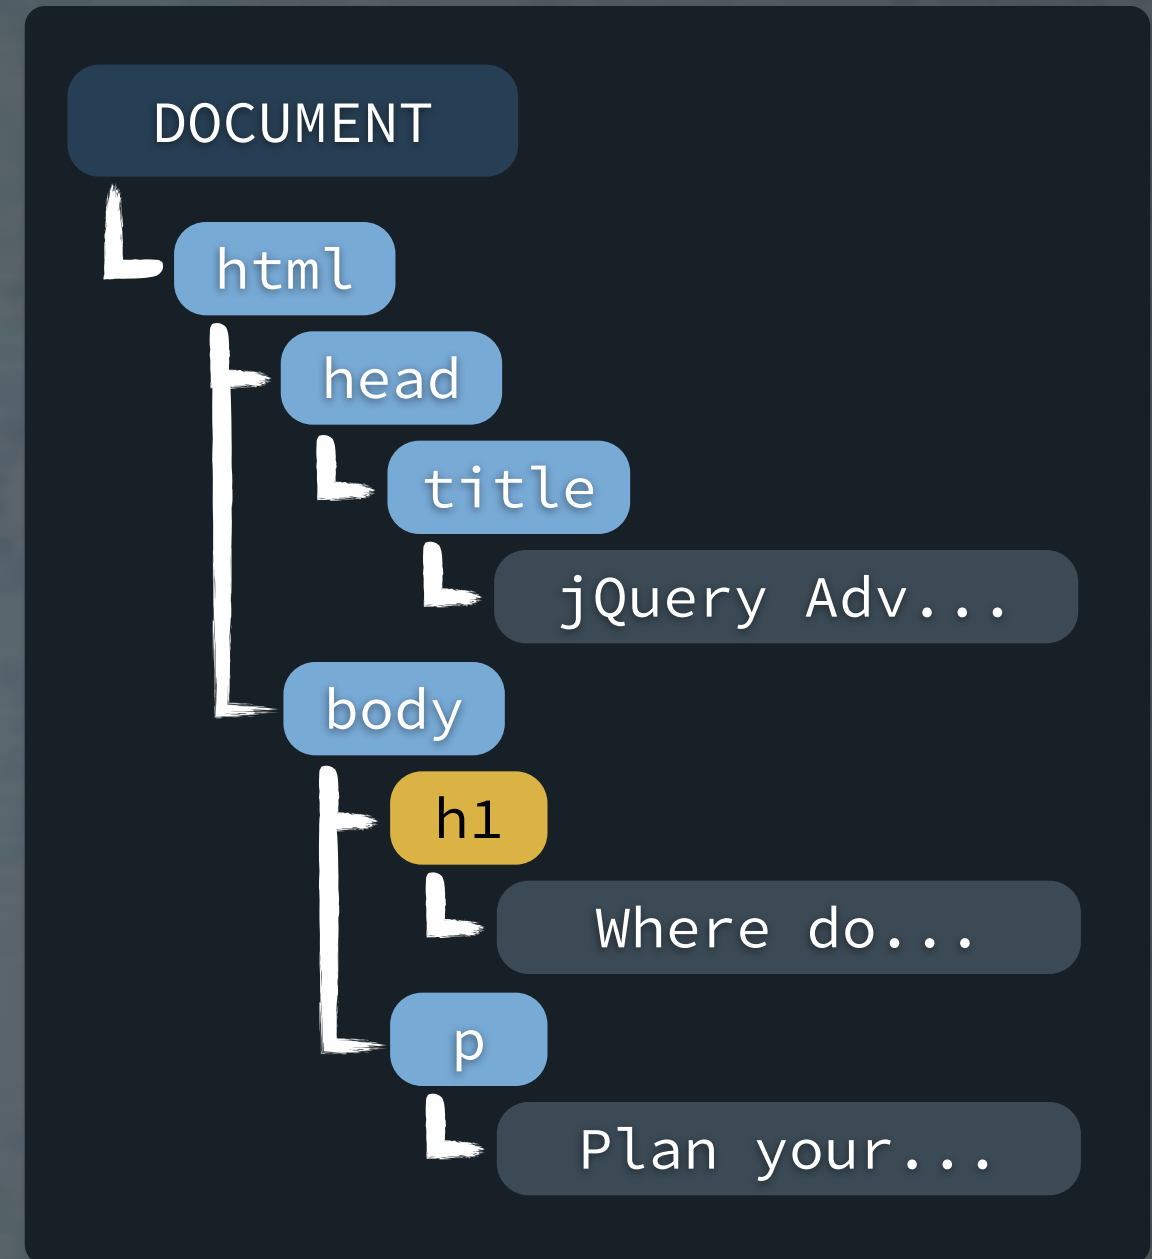 DOCUMENT
html
head
title
jQuery Adv...
body
h1
Where do...
p
Plan your...